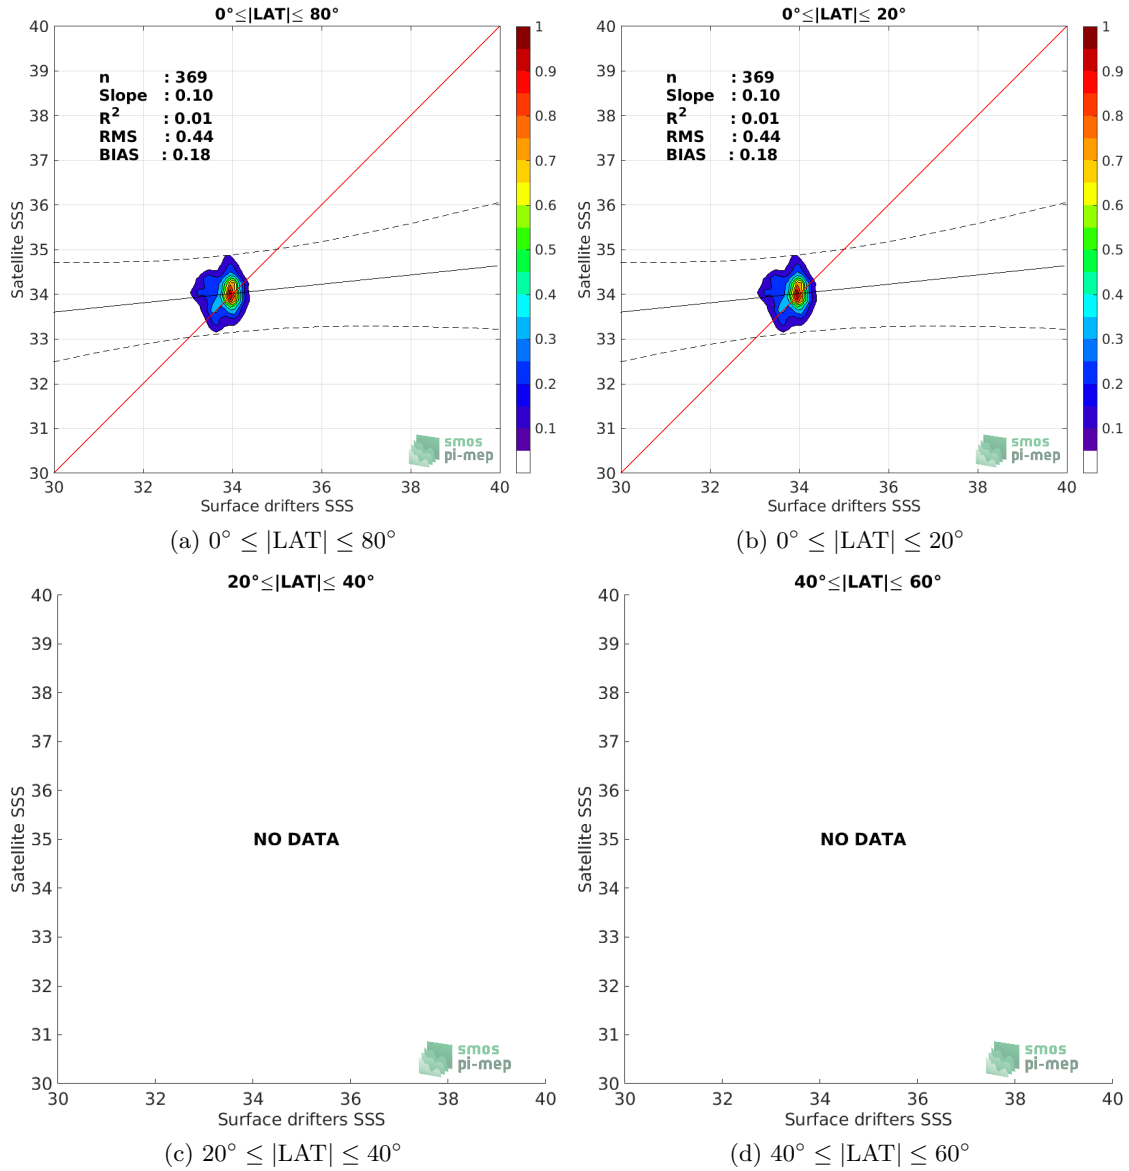 0°≤|LAT|≤ 80°
n : 369
Slope : 0.10
R² : 0.01
RMS : 0.44
BIAS : 0.18
Satellite SSS
40
39
38
37
36
35
34
33
32
31
30
30 32 34 36 38 40
Surface drifters SSS
1
0.9
0.8
0.7
0.6
0.5
0.4
0.3
0.2
0.1
smos
pi-mep
(a) 0° ≤ |LAT| ≤ 80°
0°≤|LAT|≤ 20°
n : 369
Slope : 0.10
R² : 0.01
RMS : 0.44
BIAS : 0.18
Satellite SSS
40
39
38
37
36
35
34
33
32
31
30
30 32 34 36 38 40
Surface drifters SSS
1
0.9
0.8
0.7
0.6
0.5
0.4
0.3
0.2
0.1
smos
pi-mep
(b) 0° ≤ |LAT| ≤ 20°
20°≤|LAT|≤ 40°
Satellite SSS
40
39
38
37
36
35
34
33
32
31
30
NO DATA
30 32 34 36 38 40
Surface drifters SSS
smos
pi-mep
(c) 20° ≤ |LAT| ≤ 40°
40°≤|LAT|≤ 60°
Satellite SSS
40
39
38
37
36
35
34
33
32
31
30
NO DATA
30 32 34 36 38 40
Surface drifters SSS
smos
pi-mep
(d) 40° ≤ |LAT| ≤ 60°